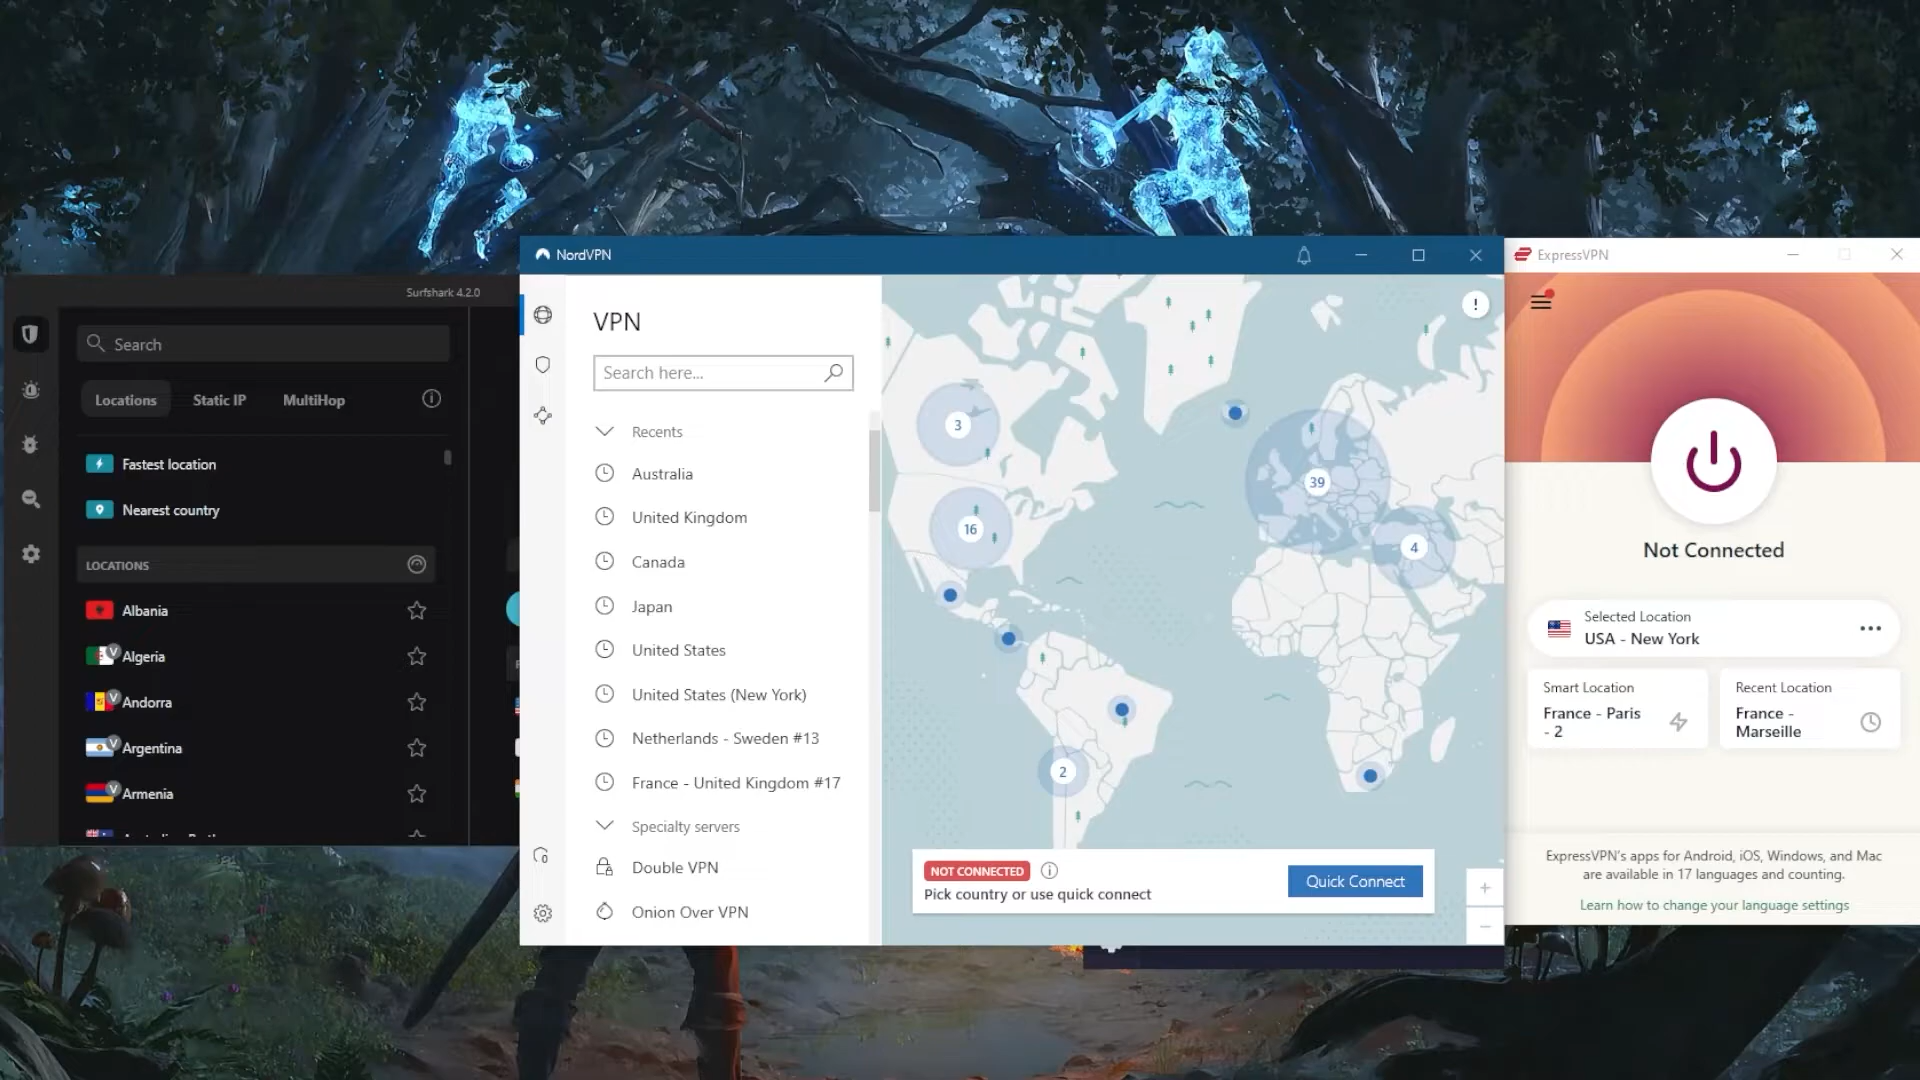 Surfshark 4.2.0
Search
Locations
Static IP
MultiHop
Fastest location
Nearest country
LOCATIONS
Albania
V Algeria
V Andorra
V Argentina
V Armenia
NordVPN
VPN
Search here...
Recents
Australia
United Kingdom
Canada
Japan
United States
United States (New York)
Netherlands - Sweden #13
France - United Kingdom #17
Specialty servers
Double VPN
Onion Over VPN
!
3
16
39
4
2
NOT CONNECTED
Pick country or use quick connect
Quick Connect
+
−
ExpressVPN
Not Connected
Selected Location
USA - New York
Smart Location
France - Paris
- 2
Recent Location
France -
Marseille
ExpressVPN's apps for Android, iOS, Windows, and Mac
are available in 17 languages and counting.
Learn how to change your language settings